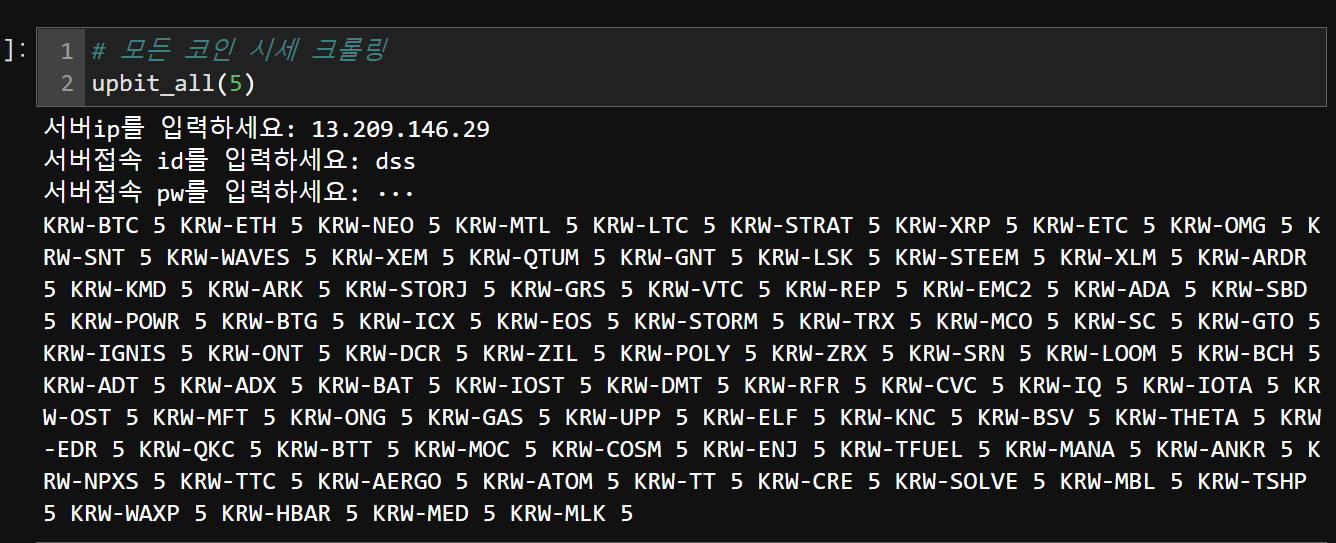 ]:
1 # 모든 코인 시세 크롤링
2 upbit_all(5)
서버ip를 입력하세요: 13.209.146.29
서버접속 id를 입력하세요: dss
서버접속 pw를 입력하세요: ···
KRW-BTC 5 KRW-ETH 5 KRW-NEO 5 KRW-MTL 5 KRW-LTC 5 KRW-STRAT 5 KRW-XRP 5 KRW-ETC 5 KRW-OMG 5 K
RW-SNT 5 KRW-WAVES 5 KRW-XEM 5 KRW-QTUM 5 KRW-GNT 5 KRW-LSK 5 KRW-STEEM 5 KRW-XLM 5 KRW-ARDR
5 KRW-KMD 5 KRW-ARK 5 KRW-STORJ 5 KRW-GRS 5 KRW-VTC 5 KRW-REP 5 KRW-EMC2 5 KRW-ADA 5 KRW-SBD
5 KRW-POWR 5 KRW-BTG 5 KRW-ICX 5 KRW-EOS 5 KRW-STORM 5 KRW-TRX 5 KRW-MCO 5 KRW-SC 5 KRW-GTO 5
KRW-IGNIS 5 KRW-ONT 5 KRW-DCR 5 KRW-ZIL 5 KRW-POLY 5 KRW-ZRX 5 KRW-SRN 5 KRW-LOOM 5 KRW-BCH 5
KRW-ADT 5 KRW-ADX 5 KRW-BAT 5 KRW-IOST 5 KRW-DMT 5 KRW-RFR 5 KRW-CVC 5 KRW-IQ 5 KRW-IOTA 5 KR
W-OST 5 KRW-MFT 5 KRW-ONG 5 KRW-GAS 5 KRW-UPP 5 KRW-ELF 5 KRW-KNC 5 KRW-BSV 5 KRW-THETA 5 KRW
-EDR 5 KRW-QKC 5 KRW-BTT 5 KRW-MOC 5 KRW-COSM 5 KRW-ENJ 5 KRW-TFUEL 5 KRW-MANA 5 KRW-ANKR 5 K
RW-NPXS 5 KRW-TTC 5 KRW-AERGO 5 KRW-ATOM 5 KRW-TT 5 KRW-CRE 5 KRW-SOLVE 5 KRW-MBL 5 KRW-TSHP
5 KRW-WAXP 5 KRW-HBAR 5 KRW-MED 5 KRW-MLK 5